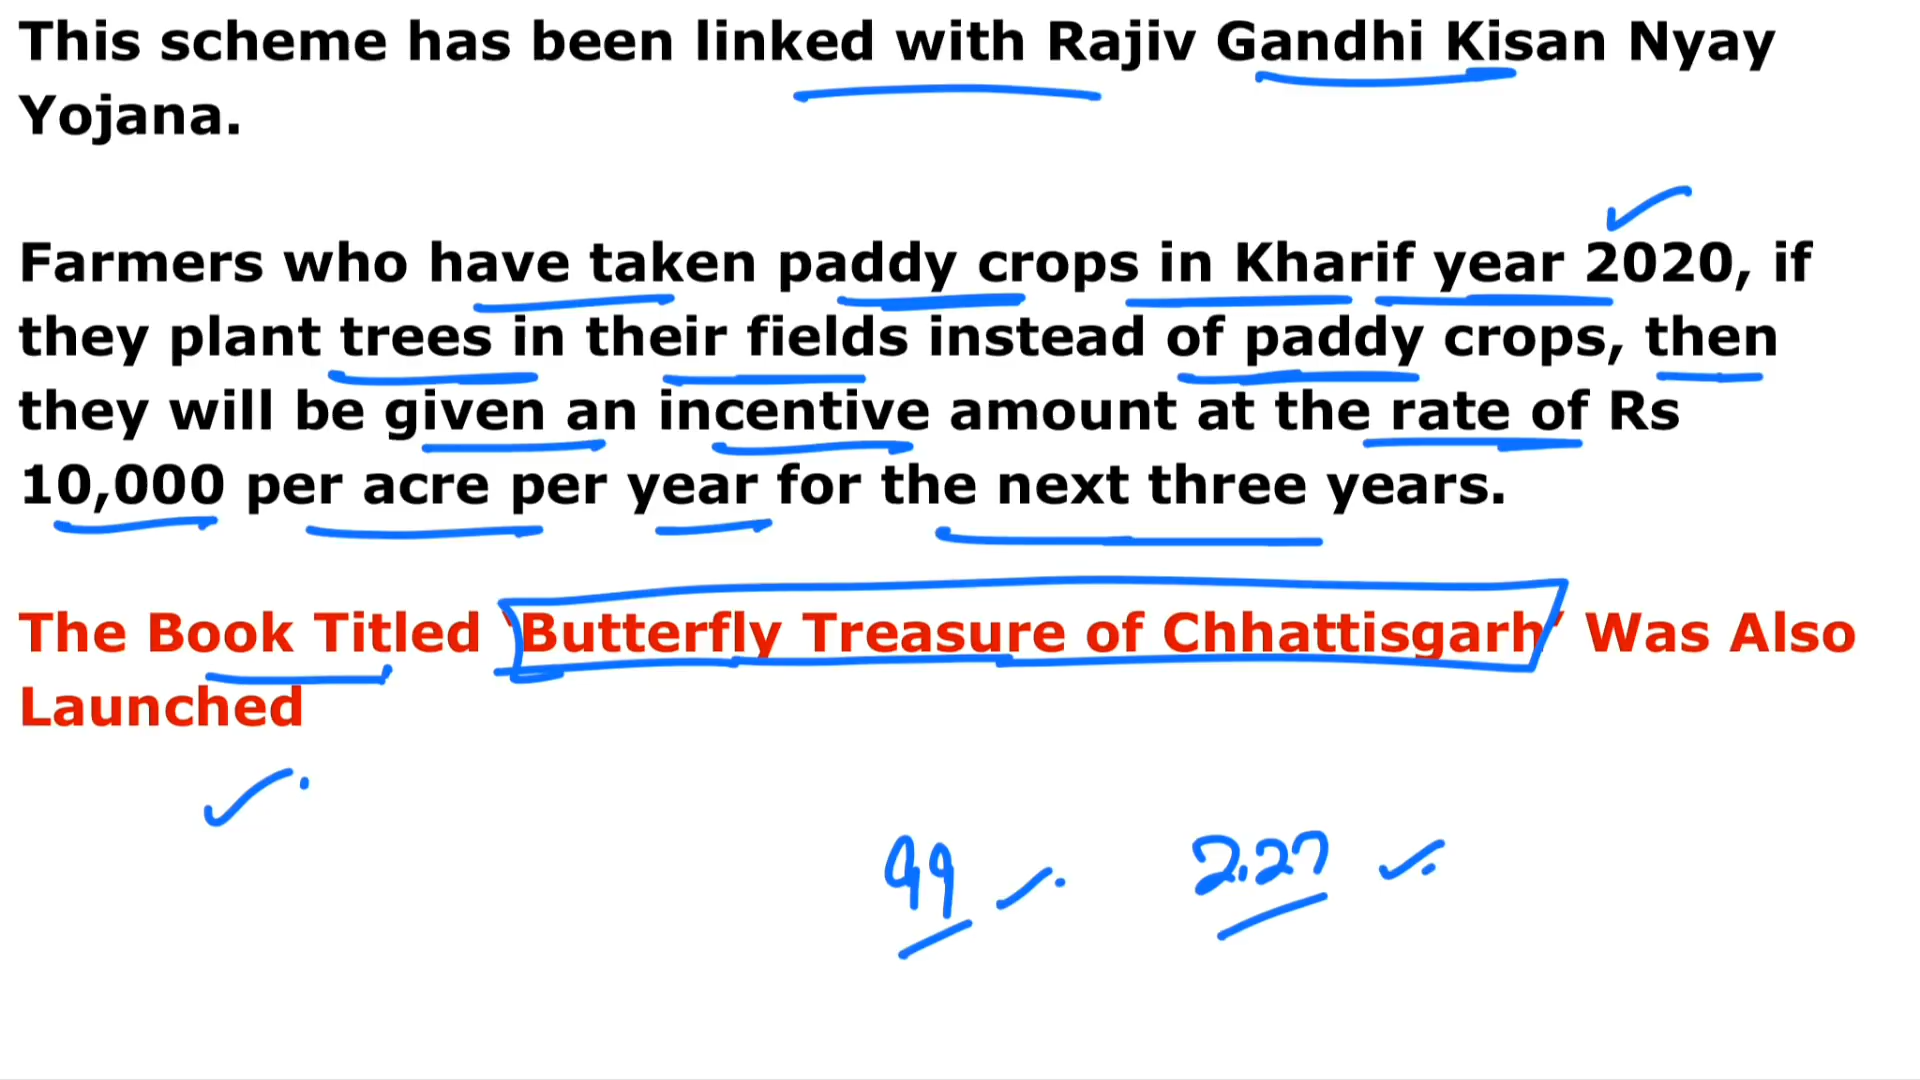 This scheme has been linked with Rajiv Gandhi Kisan Nyay
Yojana.
Farmers who have taken paddy crops in Kharif year 2020, if
they plant trees in their fields instead of paddy crops, then
they will be given an incentive amount at the rate of Rs
10,000 per acre per year for the next three years.
The Book Titled ‘Butterfly Treasure of Chhattisgarh’ Was Also
Launched
99 2.27